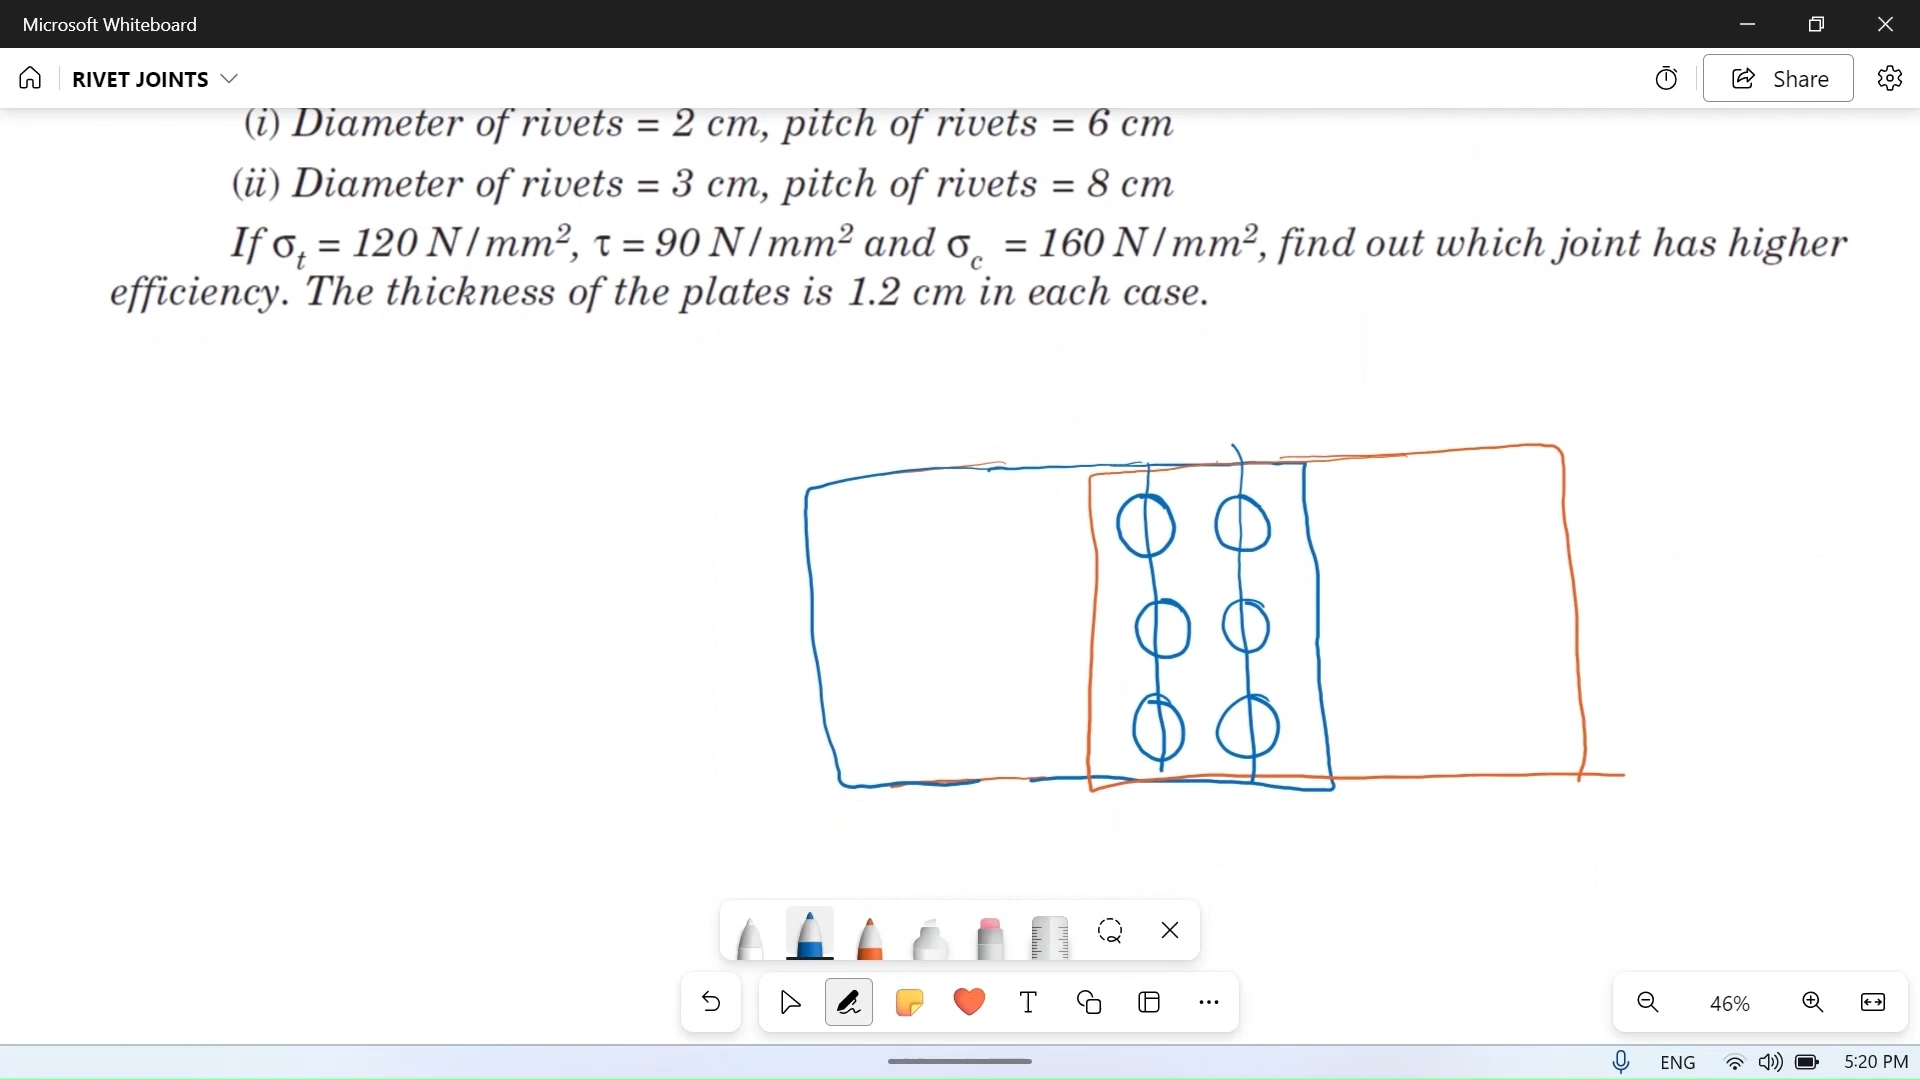 Microsoft Whiteboard
RIVET JOINTS
Share
(i) Diameter of rivets = 2 cm, pitch of rivets = 6 cm
(ii) Diameter of rivets = 3 cm, pitch of rivets = 8 cm
If σt = 120 N/mm², τ = 90 N/mm² and σc = 160 N/mm², find out which joint has higher
efficiency. The thickness of the plates is 1.2 cm in each case.
46%
ENG
5:20 PM